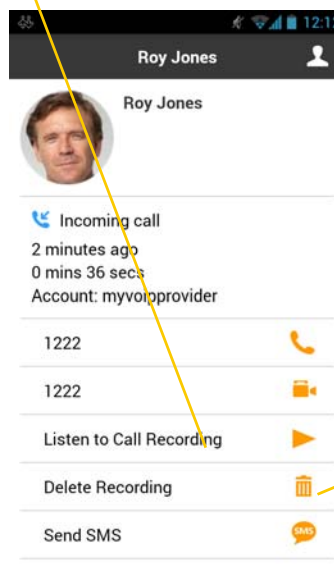 12:12
Roy Jones
Roy Jones
Incoming call
2 minutes ago
0 mins 36 secs
Account: myvoipprovider
1222
1222
Listen to Call Recording
Delete Recording
Send SMS
SMS